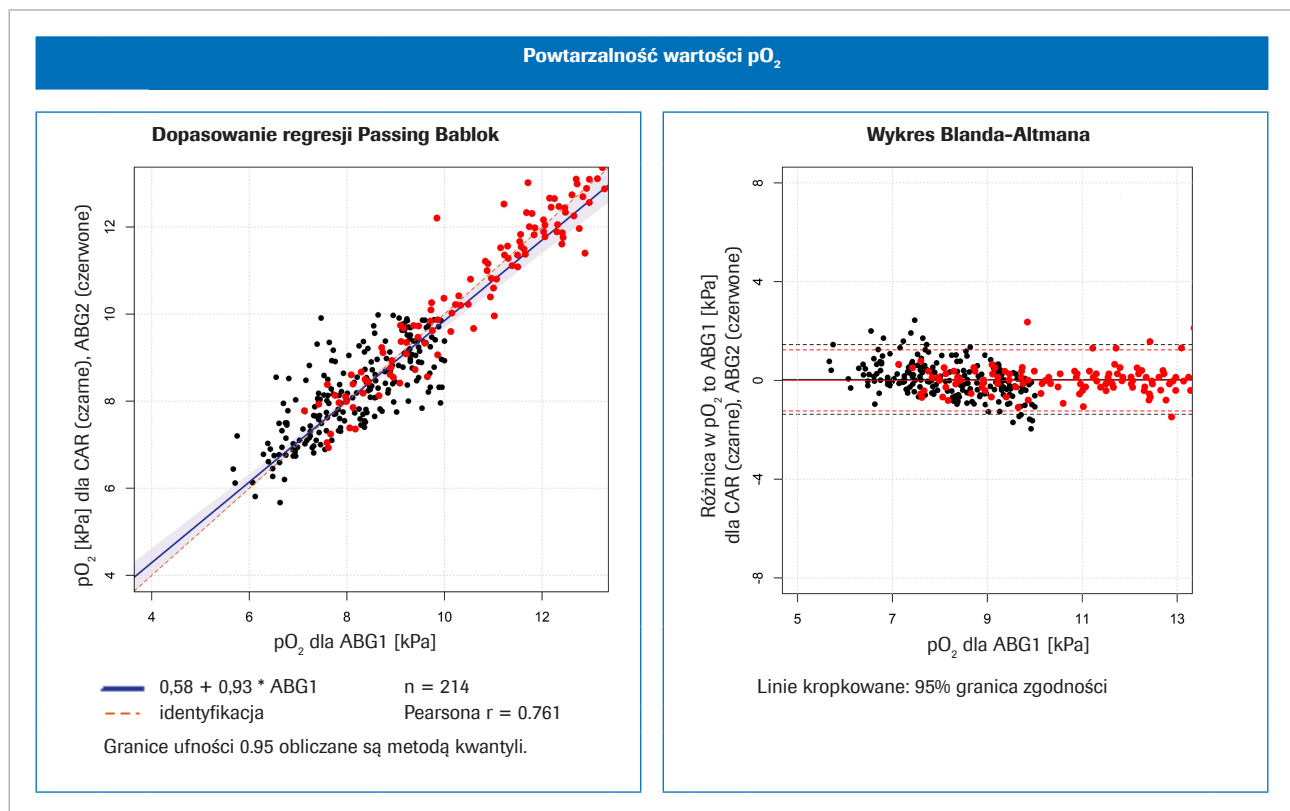 Powtarzalność wartości pO₂
Dopasowanie regresji Passing Bablok
12
10
8
6
4
pO₂ [kPa] dla CAR (czarne), ABG2 (czerwone)
4 6 8 10 12
pO₂ dla ABG1 [kPa]
0,58 + 0,93 * ABG1 n = 214
identyfikacja Pearsona r = 0.761
Granice ufności 0.95 obliczane są metodą kwantyli.
Wykres Blanda-Altmana
8
4
0
4
-8
Różnica w pO₂ to ABG1 [kPa]
dla CAR (czarne), ABG2 (czerwone)
5 7 9 11 13
pO₂ dla ABG1 [kPa]
Linie kropkowane: 95% granica zgodności